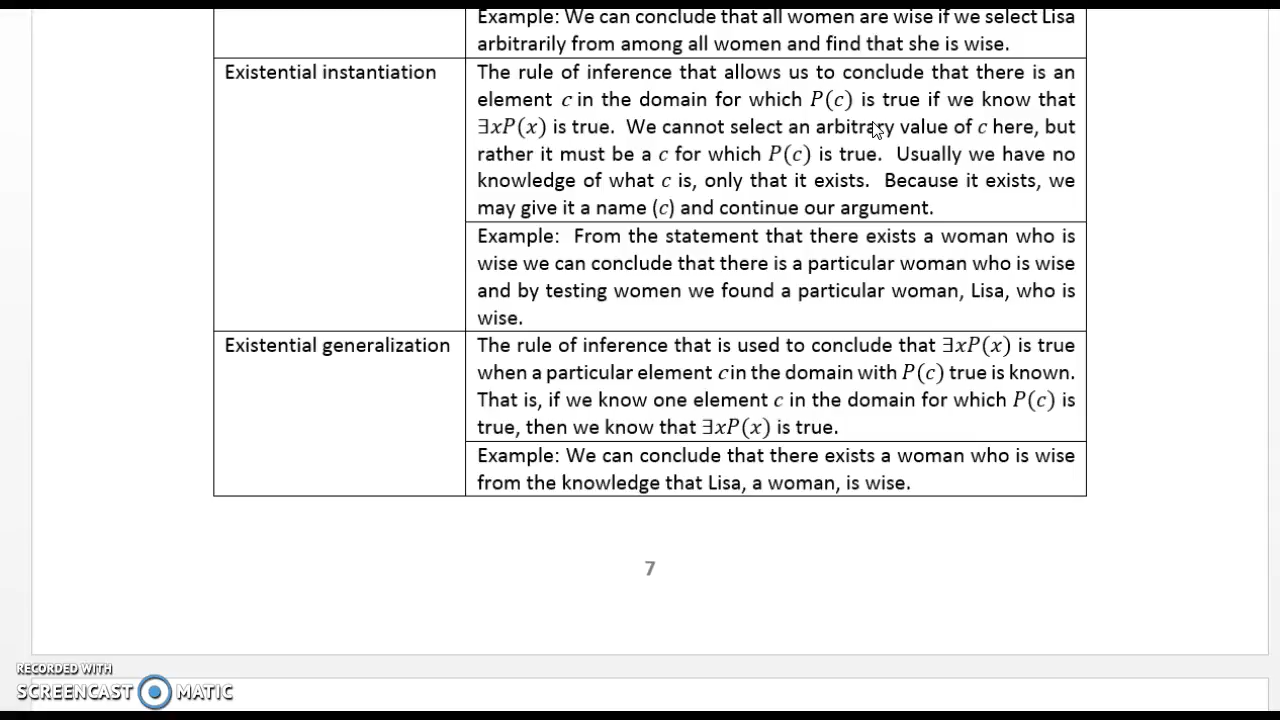 Example: We can conclude that all women are wise if we select Lisa
arbitrarily from among all women and find that she is wise.
Existential instantiation
The rule of inference that allows us to conclude that there is an
element c in the domain for which P(c) is true if we know that
∃xP(x) is true. We cannot select an arbitrary value of c here, but
rather it must be a c for which P(c) is true. Usually we have no
knowledge of what c is, only that it exists. Because it exists, we
may give it a name (c) and continue our argument.
Example: From the statement that there exists a woman who is
wise we can conclude that there is a particular woman who is wise
and by testing women we found a particular woman, Lisa, who is
wise.
Existential generalization
The rule of inference that is used to conclude that ∃xP(x) is true
when a particular element c in the domain with P(c) true is known.
That is, if we know one element c in the domain for which P(c) is
true, then we know that ∃xP(x) is true.
Example: We can conclude that there exists a woman who is wise
from the knowledge that Lisa, a woman, is wise.
7
RECORDED WITH
SCREENCAST MATIC